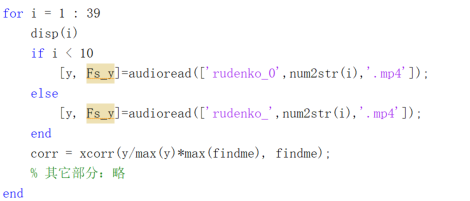 for i = 1 : 39
    disp(i)
    if i < 10
        [y, Fs_y]=audioread(['rudenko_0',num2str(i),'.mp4']);
    else
        [y, Fs_y]=audioread(['rudenko_',num2str(i),'.mp4']);
    end
    corr = xcorr(y/max(y)*max(findme), findme);
    % 其它部分：略
end